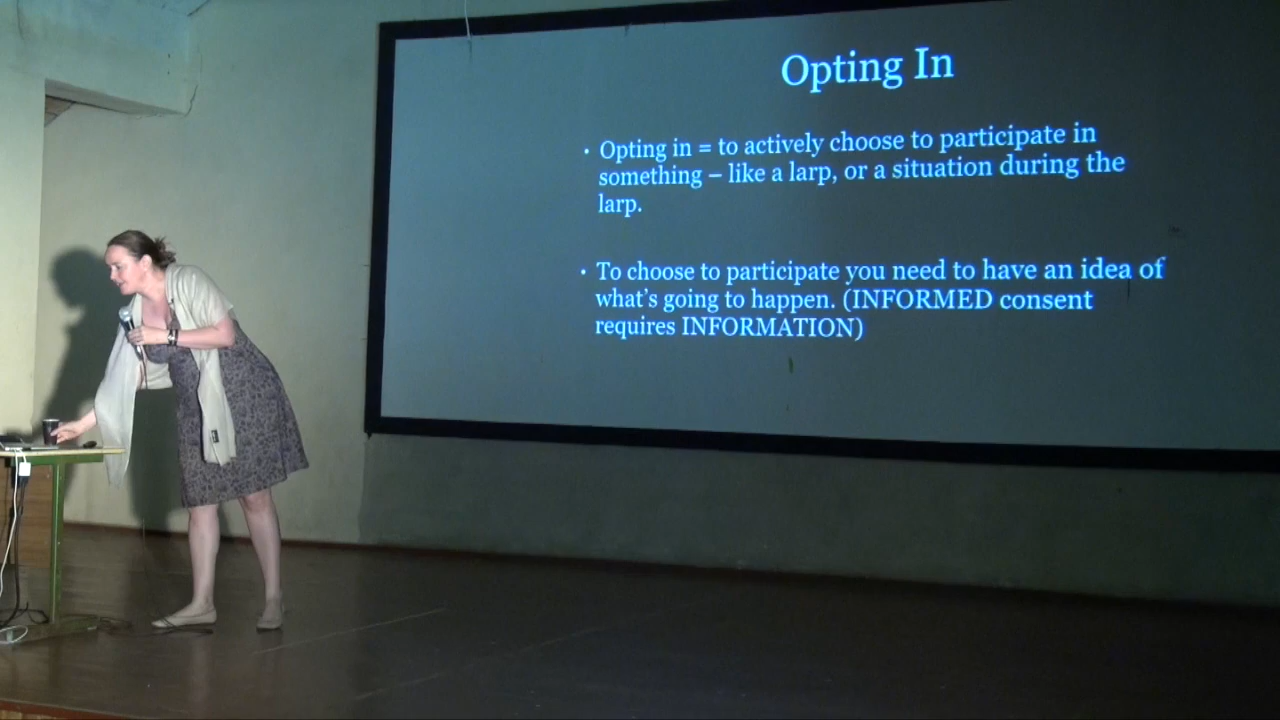 Opting In
• Opting in = to actively choose to participate in
something – like a larp, or a situation during the
larp.
• To choose to participate you need to have an idea of
what's going to happen. (INFORMED consent
requires INFORMATION)